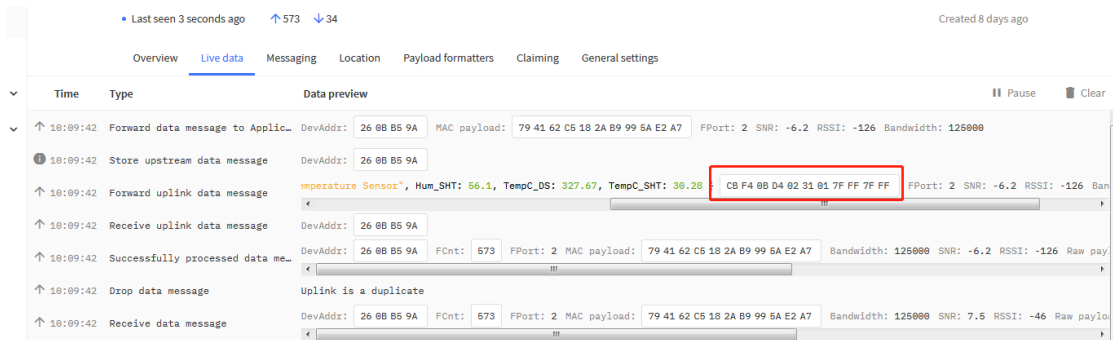 Last seen 3 seconds ago ↑ 573 ↓ 34 Created 8 days ago
Overview Live data Messaging Location Payload formatters Claiming General settings
Time Type Data preview Pause Clear
↑ 10:09:42 Forward data message to Applic… DevAddr: 26 0B B5 9A MAC payload: 79 41 62 C5 18 2A B9 99 5A E2 A7 FPort: 2 SNR: -6.2 RSSI: -126 Bandwidth: 125000
10:09:42 Store upstream data message DevAddr: 26 0B B5 9A
↑ 10:09:42 Forward uplink data message emperature Sensor", Hum_SHT: 56.1, TempC_DS: 327.67, TempC_SHT: 30.28 CB F4 0B D4 02 31 01 7F FF 7F FF FPort: 2 SNR: -6.2 RSSI: -126 Ban
↑ 10:09:42 Receive uplink data message DevAddr: 26 0B B5 9A
↑ 10:09:42 Successfully processed data me… DevAddr: 26 0B B5 9A FCnt: 573 FPort: 2 MAC payload: 79 41 62 C5 18 2A B9 99 5A E2 A7 Bandwidth: 125000 SNR: -6.2 RSSI: -126 Raw pay
↑ 10:09:42 Drop data message Uplink is a duplicate
↑ 10:09:42 Receive data message DevAddr: 26 0B B5 9A FCnt: 573 FPort: 2 MAC payload: 79 41 62 C5 18 2A B9 99 5A E2 A7 Bandwidth: 125000 SNR: 7.5 RSSI: -46 Raw paylo